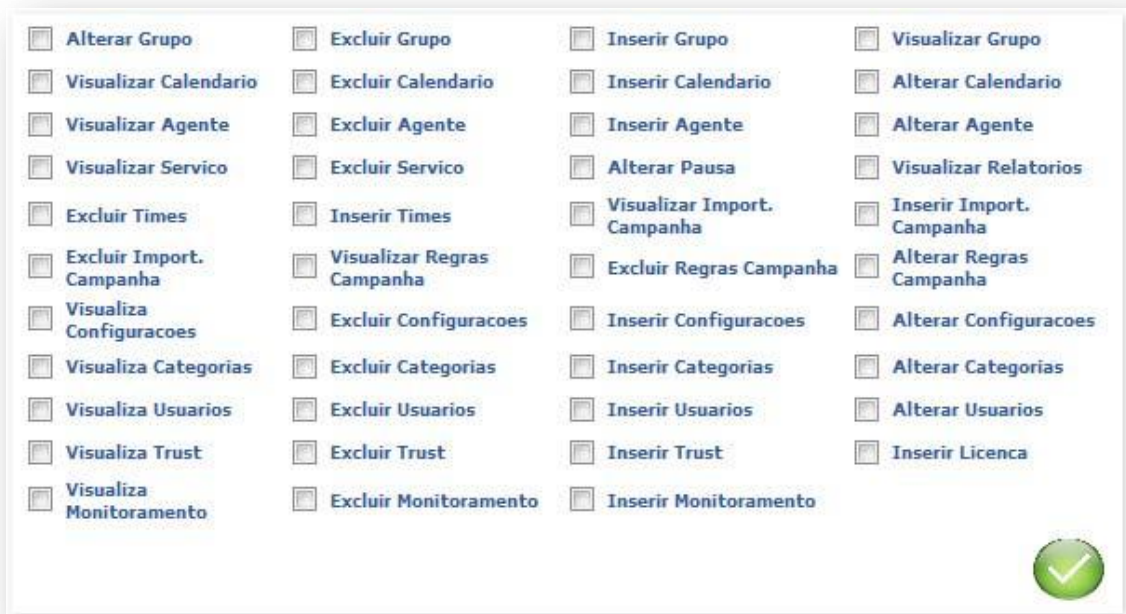 Alterar Grupo
Excluir Grupo
Inserir Grupo
Visualizar Grupo
Visualizar Calendario
Excluir Calendario
Inserir Calendario
Alterar Calendario
Visualizar Agente
Excluir Agente
Inserir Agente
Alterar Agente
Visualizar Servico
Excluir Servico
Alterar Pausa
Visualizar Relatorios
Excluir Times
Inserir Times
Visualizar Import.
Campanha
Inserir Import.
Campanha
Excluir Import.
Campanha
Visualizar Regras
Campanha
Excluir Regras Campanha
Alterar Regras
Campanha
Visualiza
Configuracoes
Excluir Configuracoes
Inserir Configuracoes
Alterar Configuracoes
Visualiza Categorias
Excluir Categorias
Inserir Categorias
Alterar Categorias
Visualiza Usuarios
Excluir Usuarios
Inserir Usuarios
Alterar Usuarios
Visualiza Trust
Excluir Trust
Inserir Trust
Inserir Licenca
Visualiza
Monitoramento
Excluir Monitoramento
Inserir Monitoramento